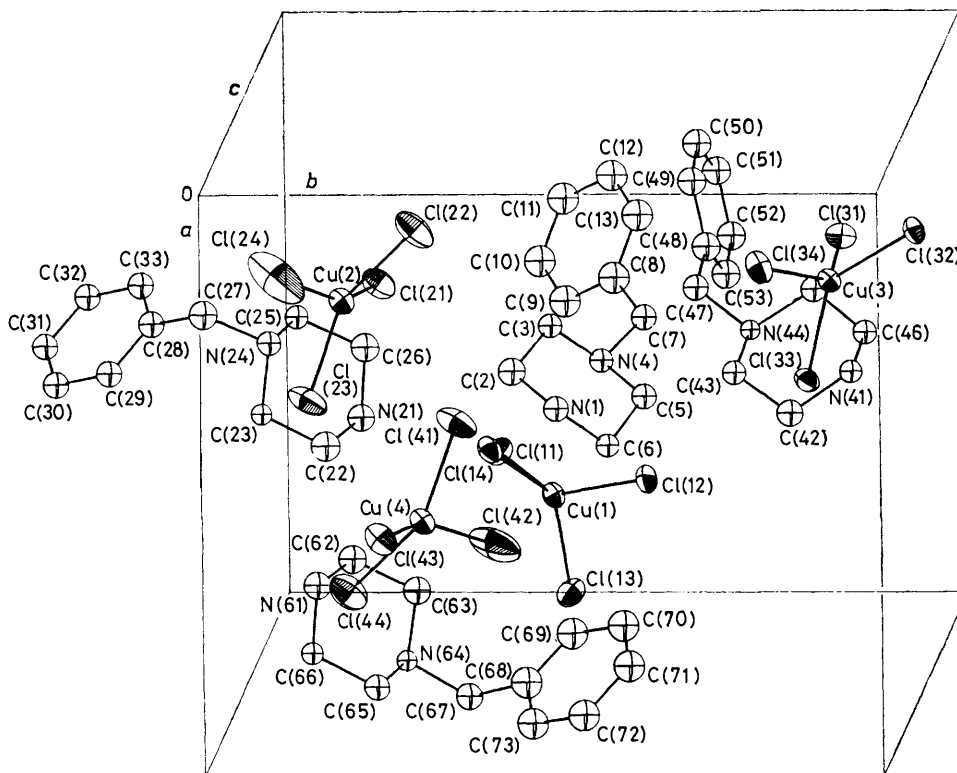 c
C(50)
C(12)
C(51)
C(49)
O
b
C(11)
C(13)
C(52)
Cl(31)
a
Cl(22)
C(48)
Cl(34)
Cl(32)
Cl(24)
C(10)
C(8)
C(33)
Cu(2)
C(32)
Cl(21)
C(53)
Cu(3)
C(27)
C(9)
C(47)
C(31)
C(25)
C(3)
N(44)
C(46)
C(28)
C(26)
C(7)
N(24)
Cl
(23)
N(4)
Cl(33)
C(2)
C(43)
N(41)
C(30)
C(29)
N(21)
N(1)
C(5)
C(42)
C(23)
Cl(41)
C(22)
C(6)
Cl(11)
Cl(14)
Cl(12)
Cu(4)
Cl(42)
Cu(1)
C(62)
Cl(43)
Cl(13)
N(61)
Cl(44)
C(63)
C(69)
C(70)
N(64)
C(68)
C(66)
C(71)
C(65)
C(67)
C(72)
C(73)